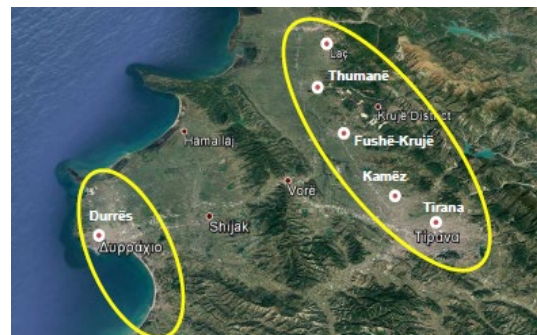 Laç
Thumanë
Krujë District
Fushë-Krujë
Hamallaj
Kamëz
Vorë
Tirana
Τίρανα
Durrës
Shijak
Δυρράχιο